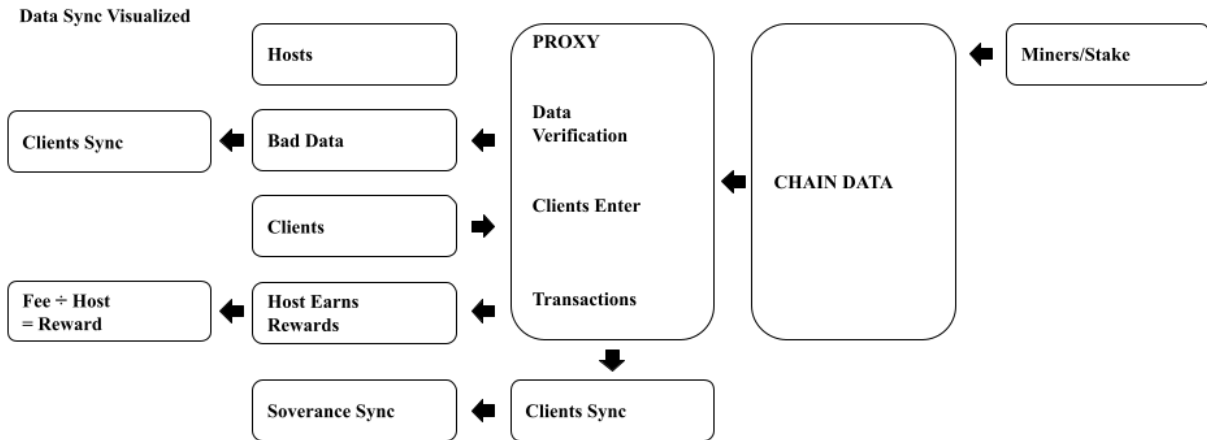 Data Sync Visualized
Hosts
PROXY
Miners/Stake
Clients Sync
Bad Data
Data
Verification
CHAIN DATA
Clients
Clients Enter
Fee ÷ Host
= Reward
Host Earns
Rewards
Transactions
Soverance Sync
Clients Sync